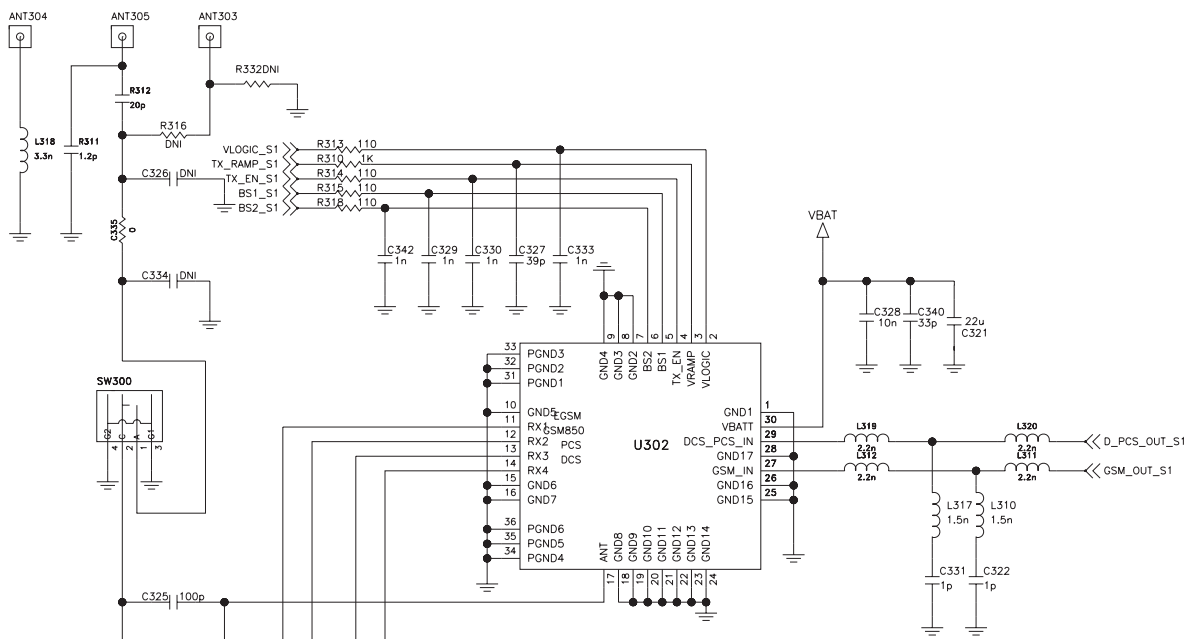 ANT304
ANT305
ANT303
R332DNI
R312
20p
R316
DNI
L318
3.3n
R311
1.2p
VLOGIC_S1
R313 110
TX_RAMP_S1
R310 1K
TX_EN_S1
R314 110
BS1_S1
R315 110
BS2_S1
R318 110
C326 DNI
C335
0
C334 DNI
C342
1n
C329
1n
C330
1n
C327
39p
C333
1n
VBAT
C328
10n
C340
33p
22u
C321
9 8 7 6 5 4 3 2
GND4
GND3
GND2
BS2
BS1
TX_EN
VRAMP
VLOGIC
33 PGND3
32 PGND2
31 PGND1
10 GND5
11 RX1
12 RX2
13 RX3
14 RX4
15 GND6
16 GND7
36 PGND6
35 PGND5
34 PGND4
EGSM
GSM850
PCS
DCS
U302
GND1 1
VBATT 30
DCS_PCS_IN 29
GND17 28
GSM_IN 27
GND16 26
GND15 25
ANT
GND8
GND9
GND10
GND11
GND12
GND13
GND14
17 18 19 20 21 22 23 24
SW300
G2 C A G1
4 2 1 3
L319
2.2n
L320
2.2n
D_PCS_OUT_S1
L312
2.2n
L311
2.2n
GSM_OUT_S1
L317
1.5n
L310
1.5n
C331
1p
C322
1p
C325 100p